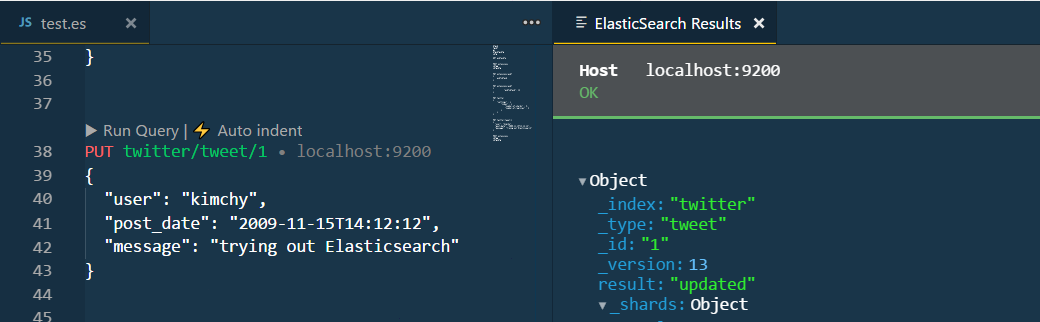 JS test.es ✕ ···
35 }
36
37
▶ Run Query | ⚡ Auto indent
38 PUT twitter/tweet/1 • localhost:9200
39 {
40 "user": "kimchy",
41 "post_date": "2009-11-15T14:12:12",
42 "message": "trying out Elasticsearch"
43 }
44
45
ElasticSearch Results ✕
Host localhost:9200
OK
▼Object
_index: "twitter"
_type: "tweet"
_id: "1"
_version: 13
result: "updated"
▼_shards: Object